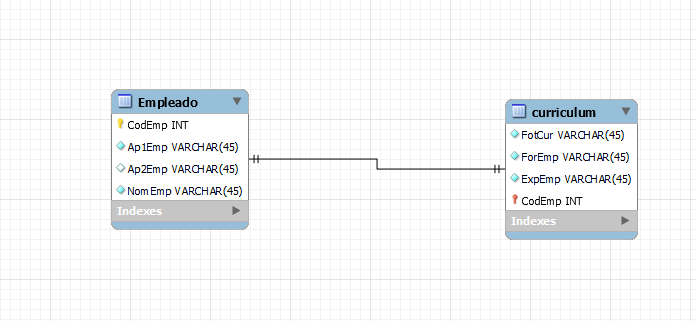 Empleado
CodEmp INT
Ap1Emp VARCHAR(45)
Ap2Emp VARCHAR(45)
NomEmp VARCHAR(45)
Indexes
curriculum
FotCur VARCHAR(45)
ForEmp VARCHAR(45)
ExpEmp VARCHAR(45)
CodEmp INT
Indexes